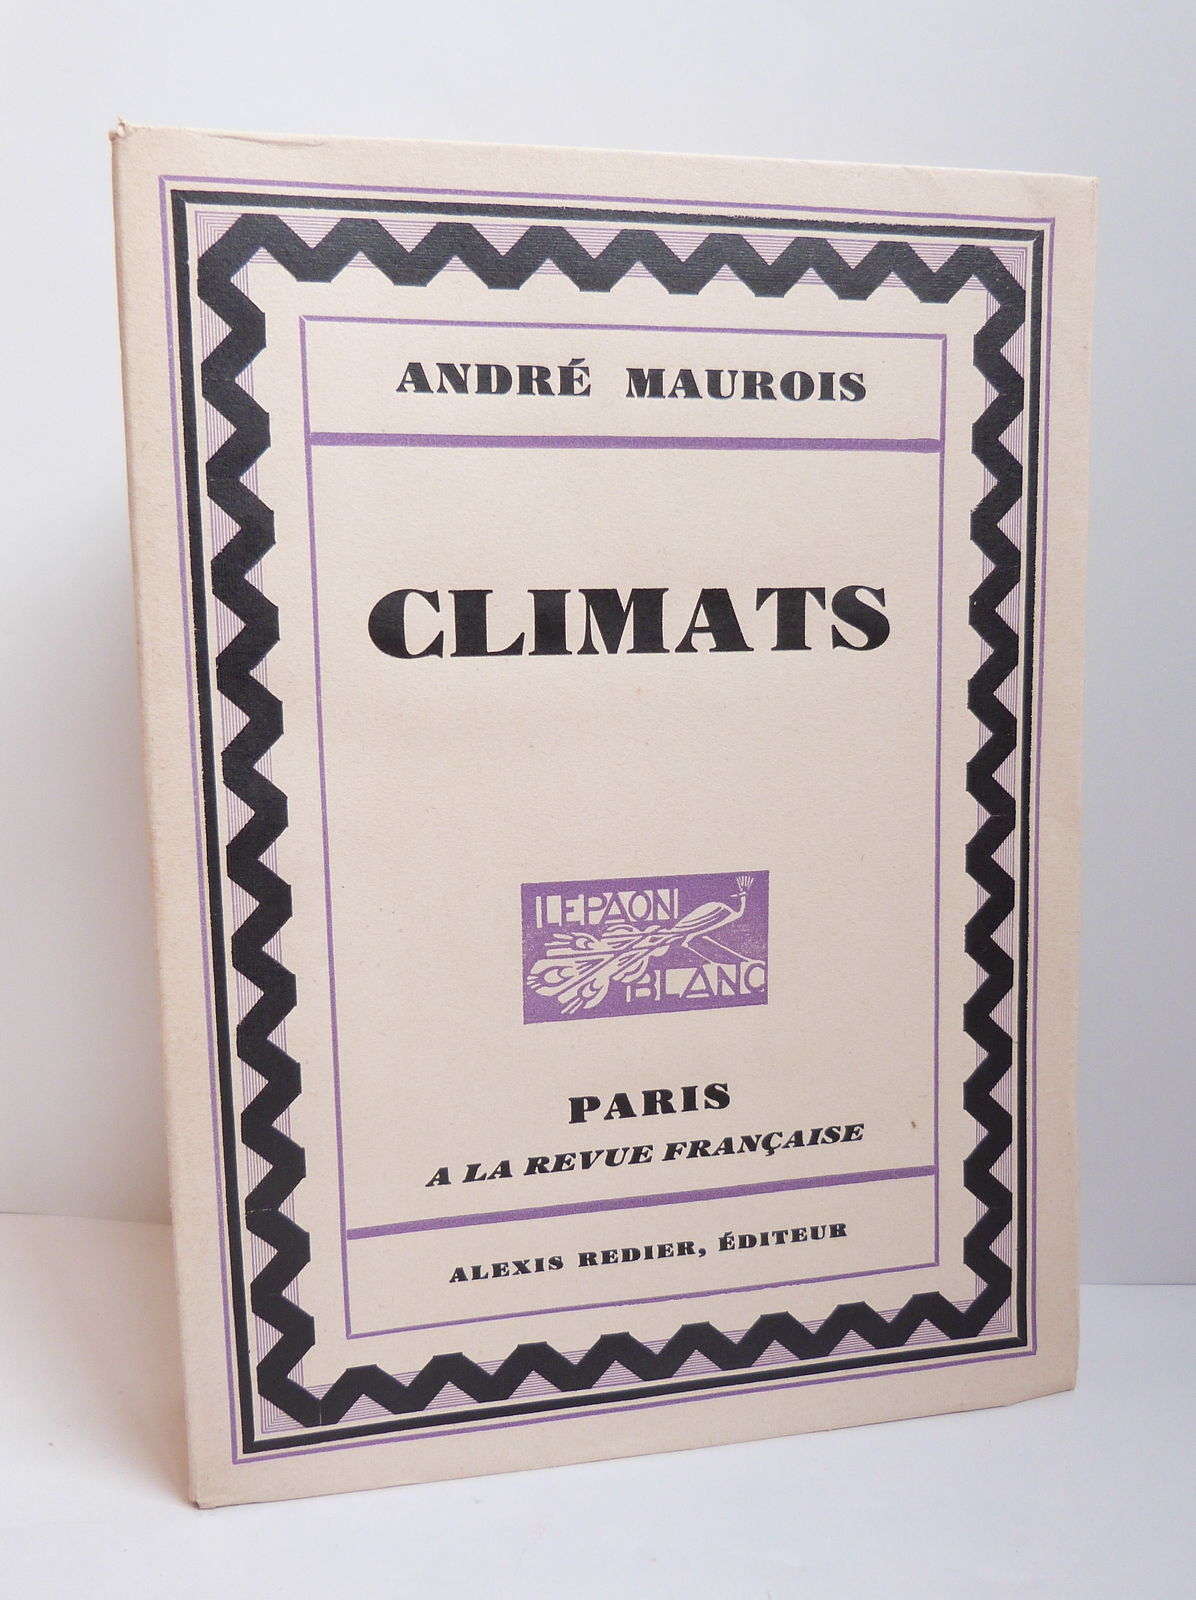 ANDRÉ MAUROIS
CLIMATS
LE PAON
BLANC
PARIS
A LA REVUE FRANÇAISE
ALEXIS REDIER, ÉDITEUR